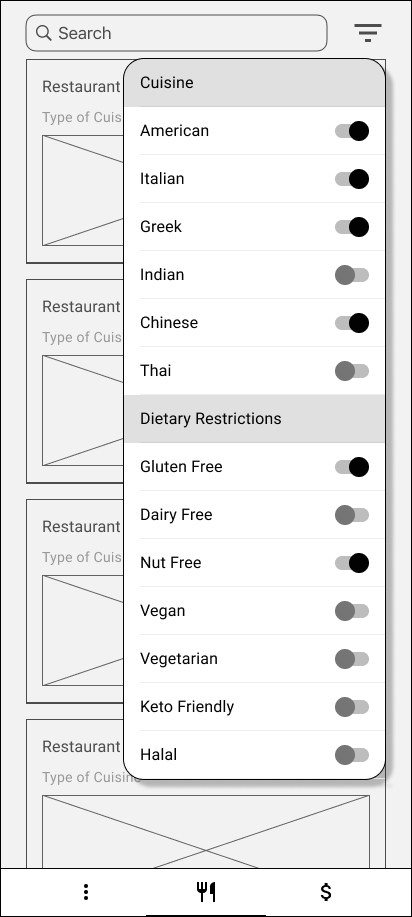 Search
Restaurant
Type of Cuis
Restaurant
Type of Cuis
Restaurant
Type of Cuis
Restaurant
Type of Cuisine
Cuisine
American
Italian
Greek
Indian
Chinese
Thai
Dietary Restrictions
Gluten Free
Dairy Free
Nut Free
Vegan
Vegetarian
Keto Friendly
Halal
$